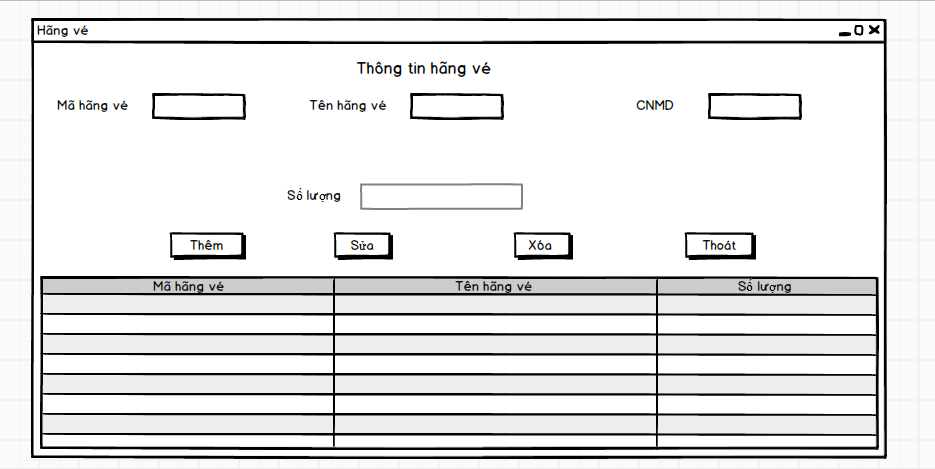 Hãng vé
Thông tin hãng vé
Mã hãng vé
Tên hãng vé
CNMD
Số lượng
Thêm
Sửa
Xóa
Thoát
Mã hãng vé
Tên hãng vé
Số lượng